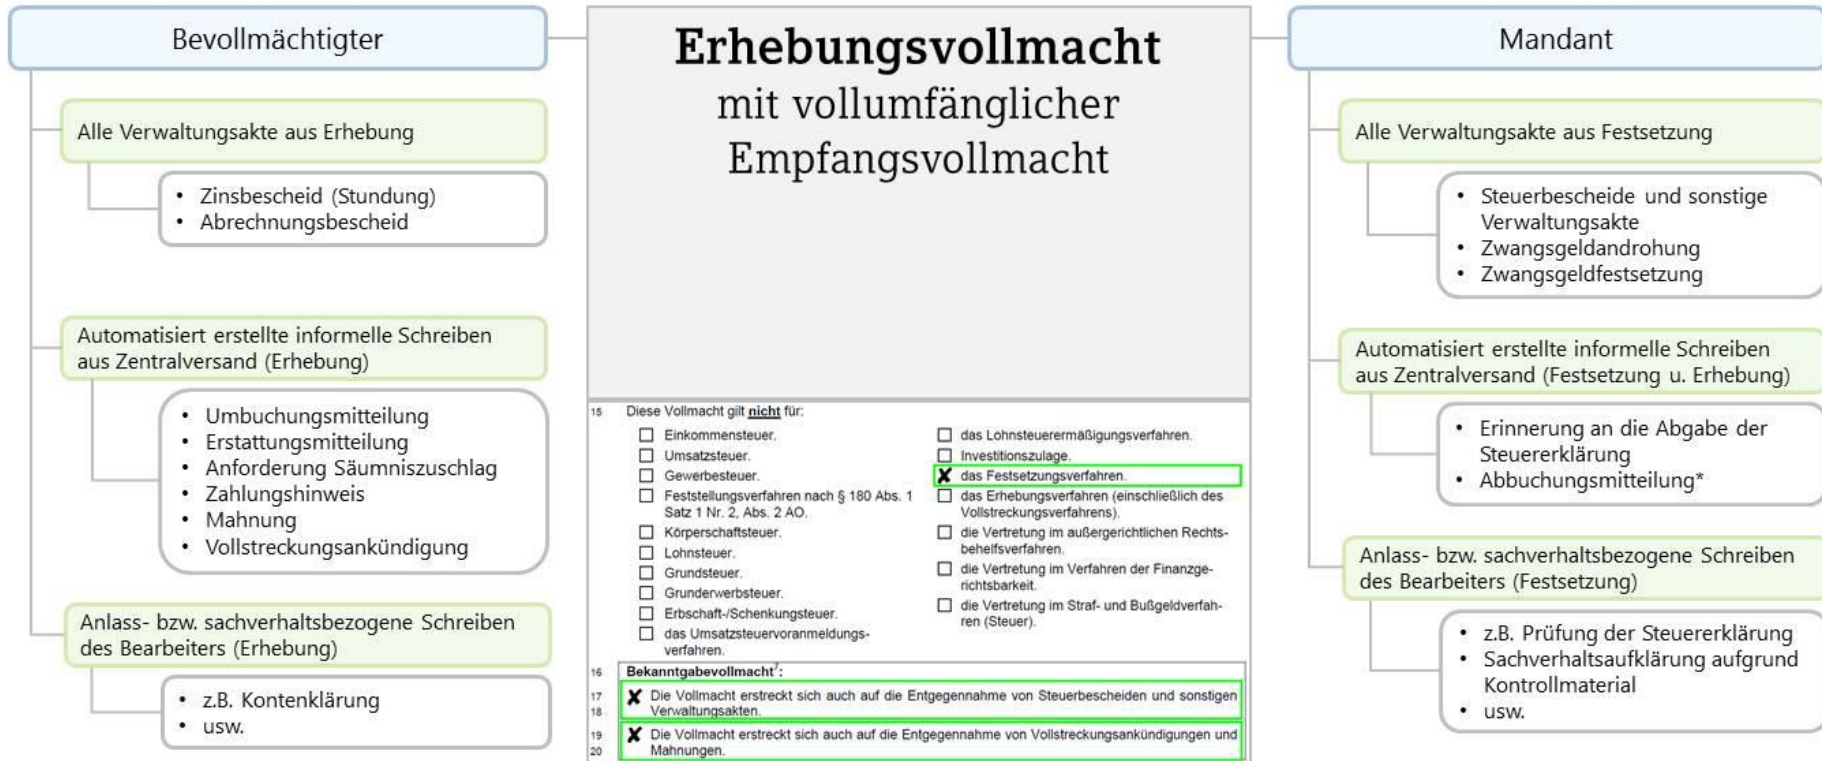 Bevollmächtigter
Alle Verwaltungsakte aus Erhebung
• Zinsbescheid (Stundung)
• Abrechnungsbescheid
Automatisiert erstellte informelle Schreiben
aus Zentralversand (Erhebung)
• Umbuchungsmitteilung
• Erstattungsmitteilung
• Anforderung Säumniszuschlag
• Zahlungshinweis
• Mahnung
• Vollstreckungsankündigung
Anlass- bzw. sachverhaltsbezogene Schreiben
des Bearbeiters (Erhebung)
• z.B. Kontenklärung
• usw.
Erhebungsvollmacht
mit vollumfänglicher
Empfangsvollmacht
15 Diese Vollmacht gilt nicht für:
Einkommensteuer.
Umsatzsteuer.
Gewerbesteuer.
Feststellungsverfahren nach § 180 Abs. 1
Satz 1 Nr. 2, Abs. 2 AO.
Körperschaftsteuer.
Lohnsteuer.
Grundsteuer.
Grunderwerbsteuer.
Erbschaft-/Schenkungsteuer.
das Umsatzsteuervoranmeldungs-
verfahren.
das Lohnsteuerermäßigungsverfahren.
Investitionszulage.
✘ das Festsetzungsverfahren.
das Erhebungsverfahren (einschließlich des
Vollstreckungsverfahrens).
die Vertretung im außergerichtlichen Rechts-
behelfsverfahren.
die Vertretung im Verfahren der Finanzge-
richtsbarkeit.
die Vertretung im Straf- und Bußgeldverfah-
ren (Steuer).
16 Bekanntgabevollmacht⁷:
17 ✘ Die Vollmacht erstreckt sich auch auf die Entgegennahme von Steuerbescheiden und sonstigen
18 Verwaltungsakten.
19 ✘ Die Vollmacht erstreckt sich auch auf die Entgegennahme von Vollstreckungsankündigungen und
20 Mahnungen.
Mandant
Alle Verwaltungsakte aus Festsetzung
• Steuerbescheide und sonstige
Verwaltungsakte
• Zwangsgeldandrohung
• Zwangsgeldfestsetzung
Automatisiert erstellte informelle Schreiben
aus Zentralversand (Festsetzung u. Erhebung)
• Erinnerung an die Abgabe der
Steuererklärung
• Abbuchungsmitteilung*
Anlass- bzw. sachverhaltsbezogene Schreiben
des Bearbeiters (Festsetzung)
• z.B. Prüfung der Steuererklärung
• Sachverhaltsaufklärung aufgrund
Kontrollmaterial
• usw.